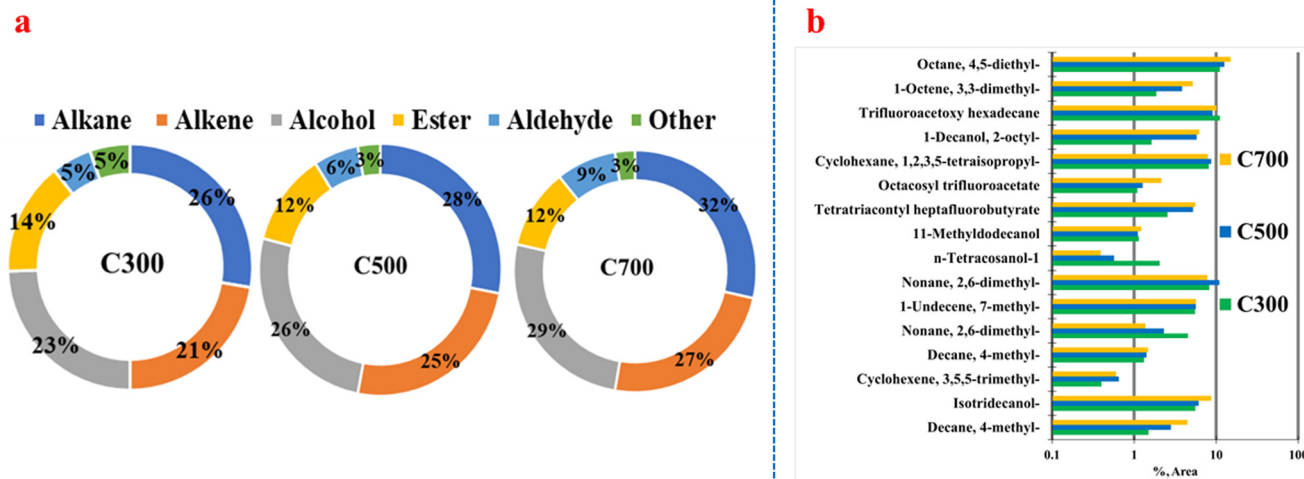 a
Alkane Alkene Alcohol Ester Aldehyde Other
5% 5%
26%
14%
C300
23%
21%
6% 3%
28%
12%
C500
26%
25%
9% 3%
32%
12%
C700
29%
27%
b
Octane, 4,5-diethyl-
1-Octene, 3,3-dimethyl-
Trifluoroacetoxy hexadecane
1-Decanol, 2-octyl-
Cyclohexane, 1,2,3,5-tetraisopropyl-
Octacosyl trifluoroacetate
Tetratriacontyl heptafluorobutyrate
11-Methyldodecanol
n-Tetracosanol-1
Nonane, 2,6-dimethyl-
1-Undecene, 7-methyl-
Nonane, 2,6-dimethyl-
Decane, 4-methyl-
Cyclohexene, 3,5,5-trimethyl-
Isotridecanol-
Decane, 4-methyl-
C700
C500
C300
0.1 1 10 100
%, Area